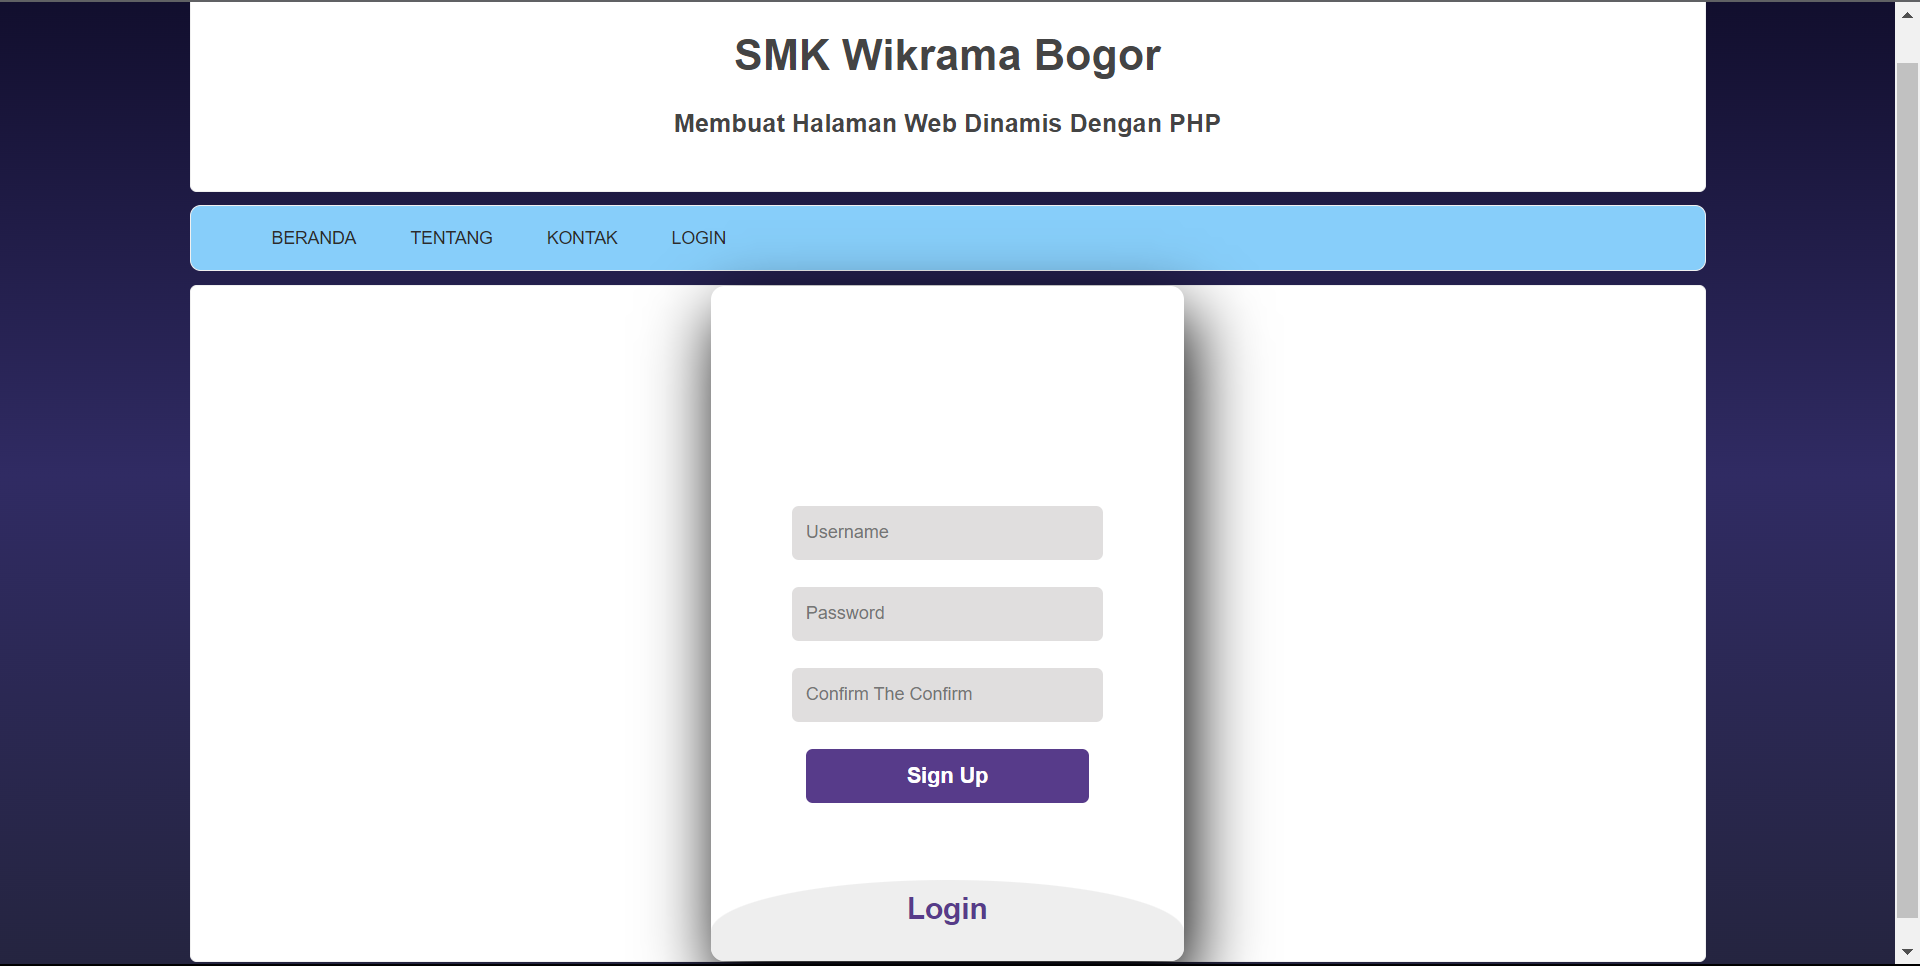 SMK Wikrama Bogor
Membuat Halaman Web Dinamis Dengan PHP
BERANDA TENTANG KONTAK LOGIN
Username
Password
Confirm The Confirm
Sign Up
Login